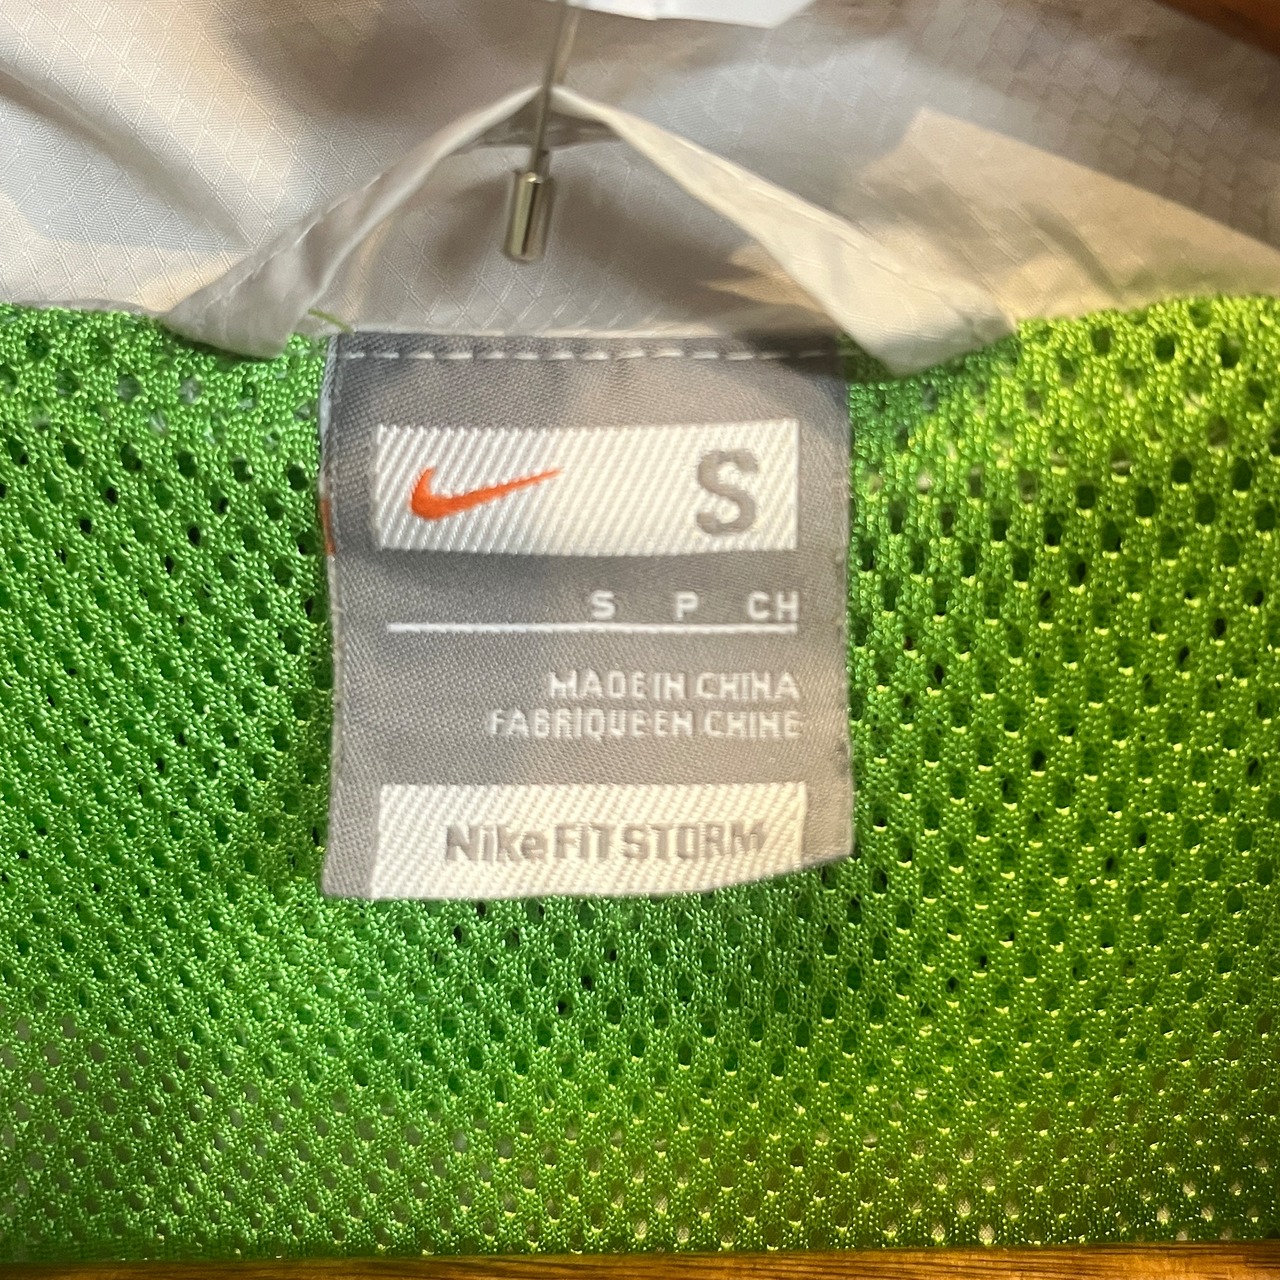 S
S P CH
MADE IN CHINA
FABRIQUE EN CHINE
Nike FIT STORM